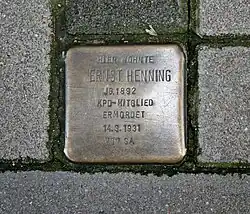 HIER WOHNTE
ERNST HENNING
JG. 1892
KPD-MITGLIED
ERMORDET
14.3.1931
VON SA